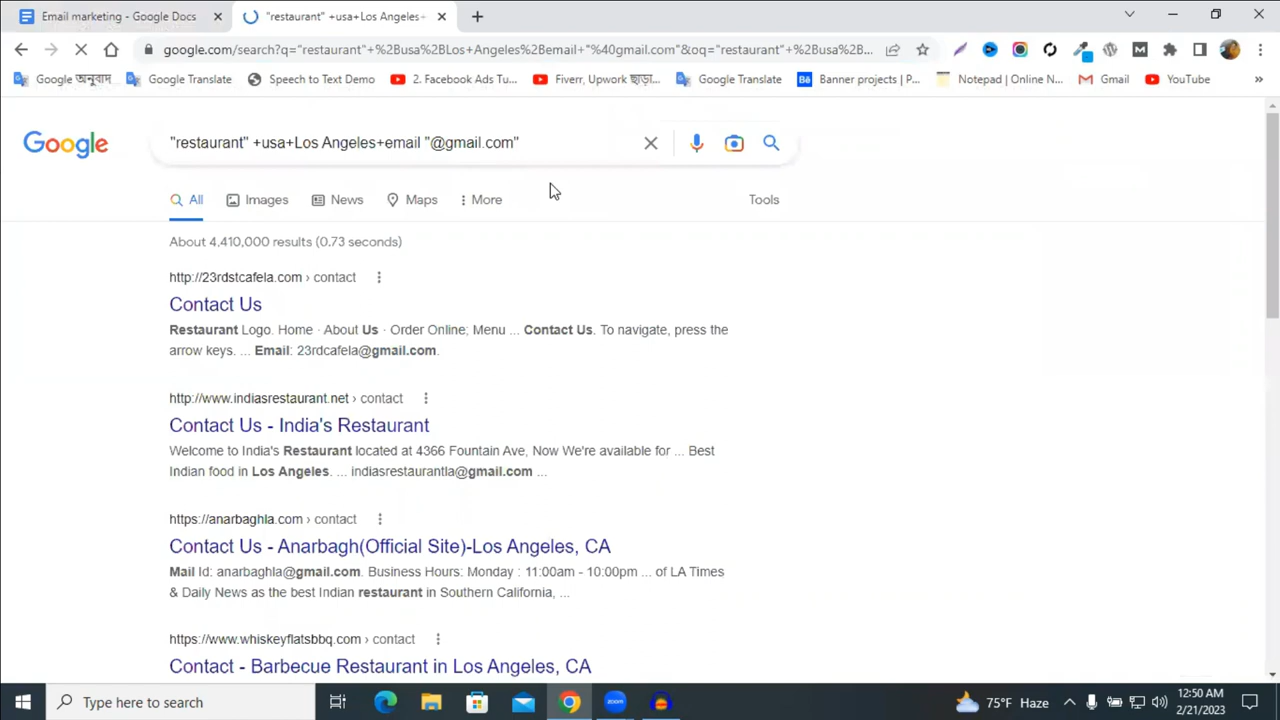 Email marketing - Google Docs
"restaurant" +usa+Los Angeles+
google.com/search?q="restaurant"+%2Busa%2BLos+Angeles%2Bemail+"%40gmail.com"&oq="restaurant"+%2Busa%2B...
Google অনুবাদ
Google Translate
Speech to Text Demo
2. Facebook Ads Tu...
Fiverr, Upwork ছাড়া...
Google Translate
Banner projects | P...
Notepad | Online N...
Gmail
YouTube
Google
"restaurant" +usa+Los Angeles+email "@gmail.com"
All
Images
News
Maps
More
Tools
About 4,410,000 results (0.73 seconds)
http://23rdstcafela.com › contact
Contact Us
Restaurant Logo. Home · About Us · Order Online; Menu ... Contact Us. To navigate, press the
arrow keys. ... Email: 23rdcafela@gmail.com.
http://www.indiasrestaurant.net › contact
Contact Us - India's Restaurant
Welcome to India's Restaurant located at 4366 Fountain Ave, Now We're available for ... Best
Indian food in Los Angeles. ... indiasrestaurantla@gmail.com ...
https://anarbaghla.com › contact
Contact Us - Anarbagh(Official Site)-Los Angeles, CA
Mail Id: anarbaghla@gmail.com. Business Hours: Monday : 11:00am - 10:00pm ... of LA Times
& Daily News as the best Indian restaurant in Southern California, ...
https://www.whiskeyflatsbbq.com › contact
Contact - Barbecue Restaurant in Los Angeles, CA
Type here to search
zoom
75°F Haze
12:50 AM
2/21/2023